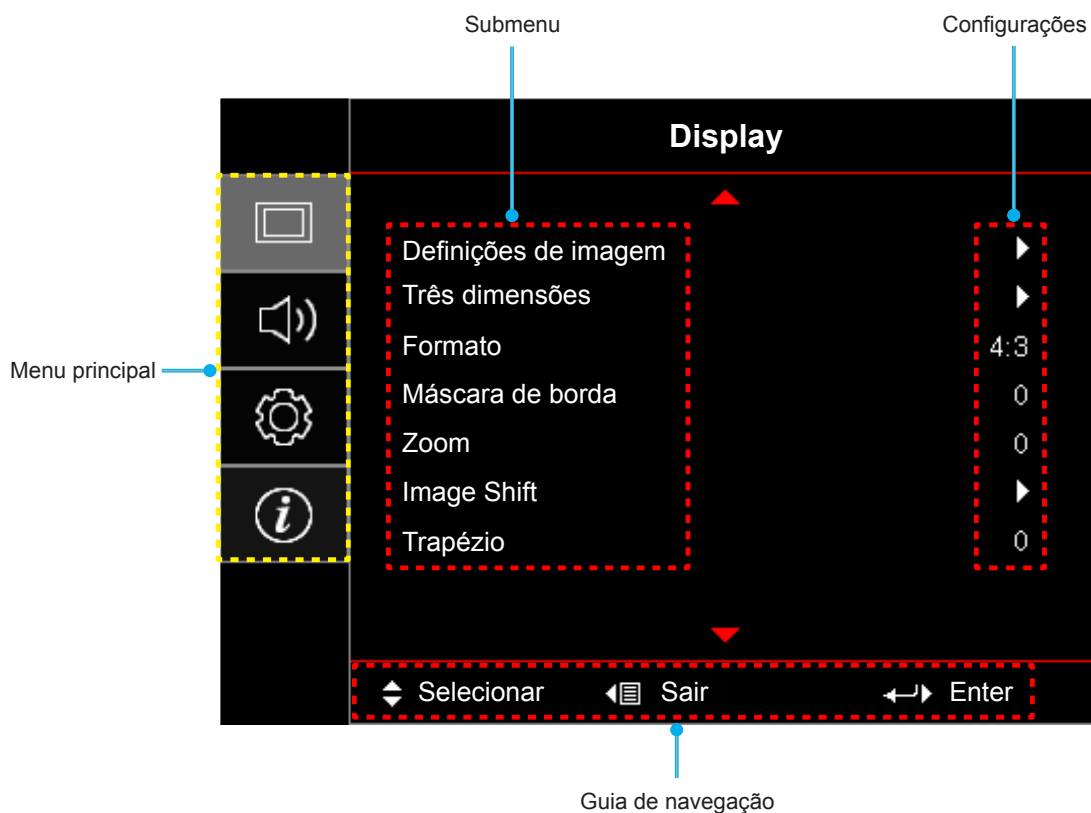 Submenu Configurações
Display
Definições de imagem
Três dimensões
Formato 4:3
Menu principal
Máscara de borda 0
Zoom 0
Image Shift
Trapézio 0
Selecionar Sair Enter
Guia de navegação